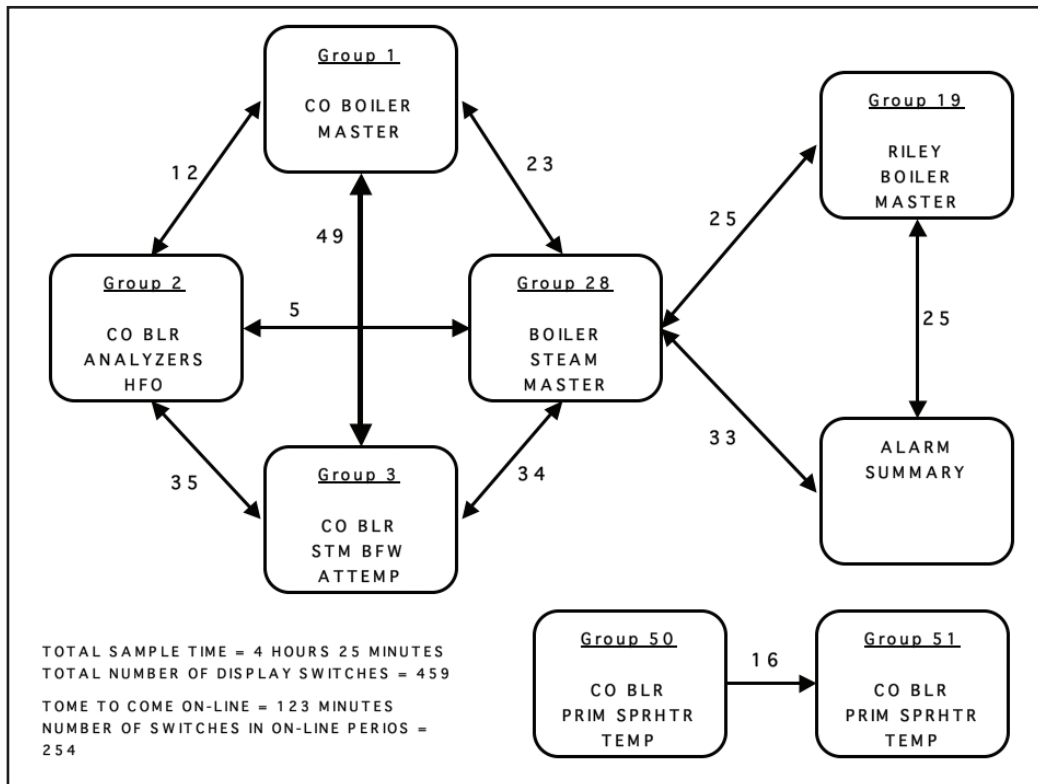 Group 1
CO BOILER
MASTER
Group 19
RILEY
BOILER
MASTER
12
23
49
25
Group 2
CO BLR
ANALYZERS
HFO
5
Group 28
BOILER
STEAM
MASTER
25
35
34
33
Group 3
CO BLR
STM BFW
ATTEMP
ALARM
SUMMARY
TOTAL SAMPLE TIME = 4 HOURS 25 MINUTES
TOTAL NUMBER OF DISPLAY SWITCHES = 459
TOME TO COME ON-LINE = 123 MINUTES
NUMBER OF SWITCHES IN ON-LINE PERIOS =
254
Group 50
CO BLR
PRIM SPRHTR
TEMP
16
Group 51
CO BLR
PRIM SPRHTR
TEMP